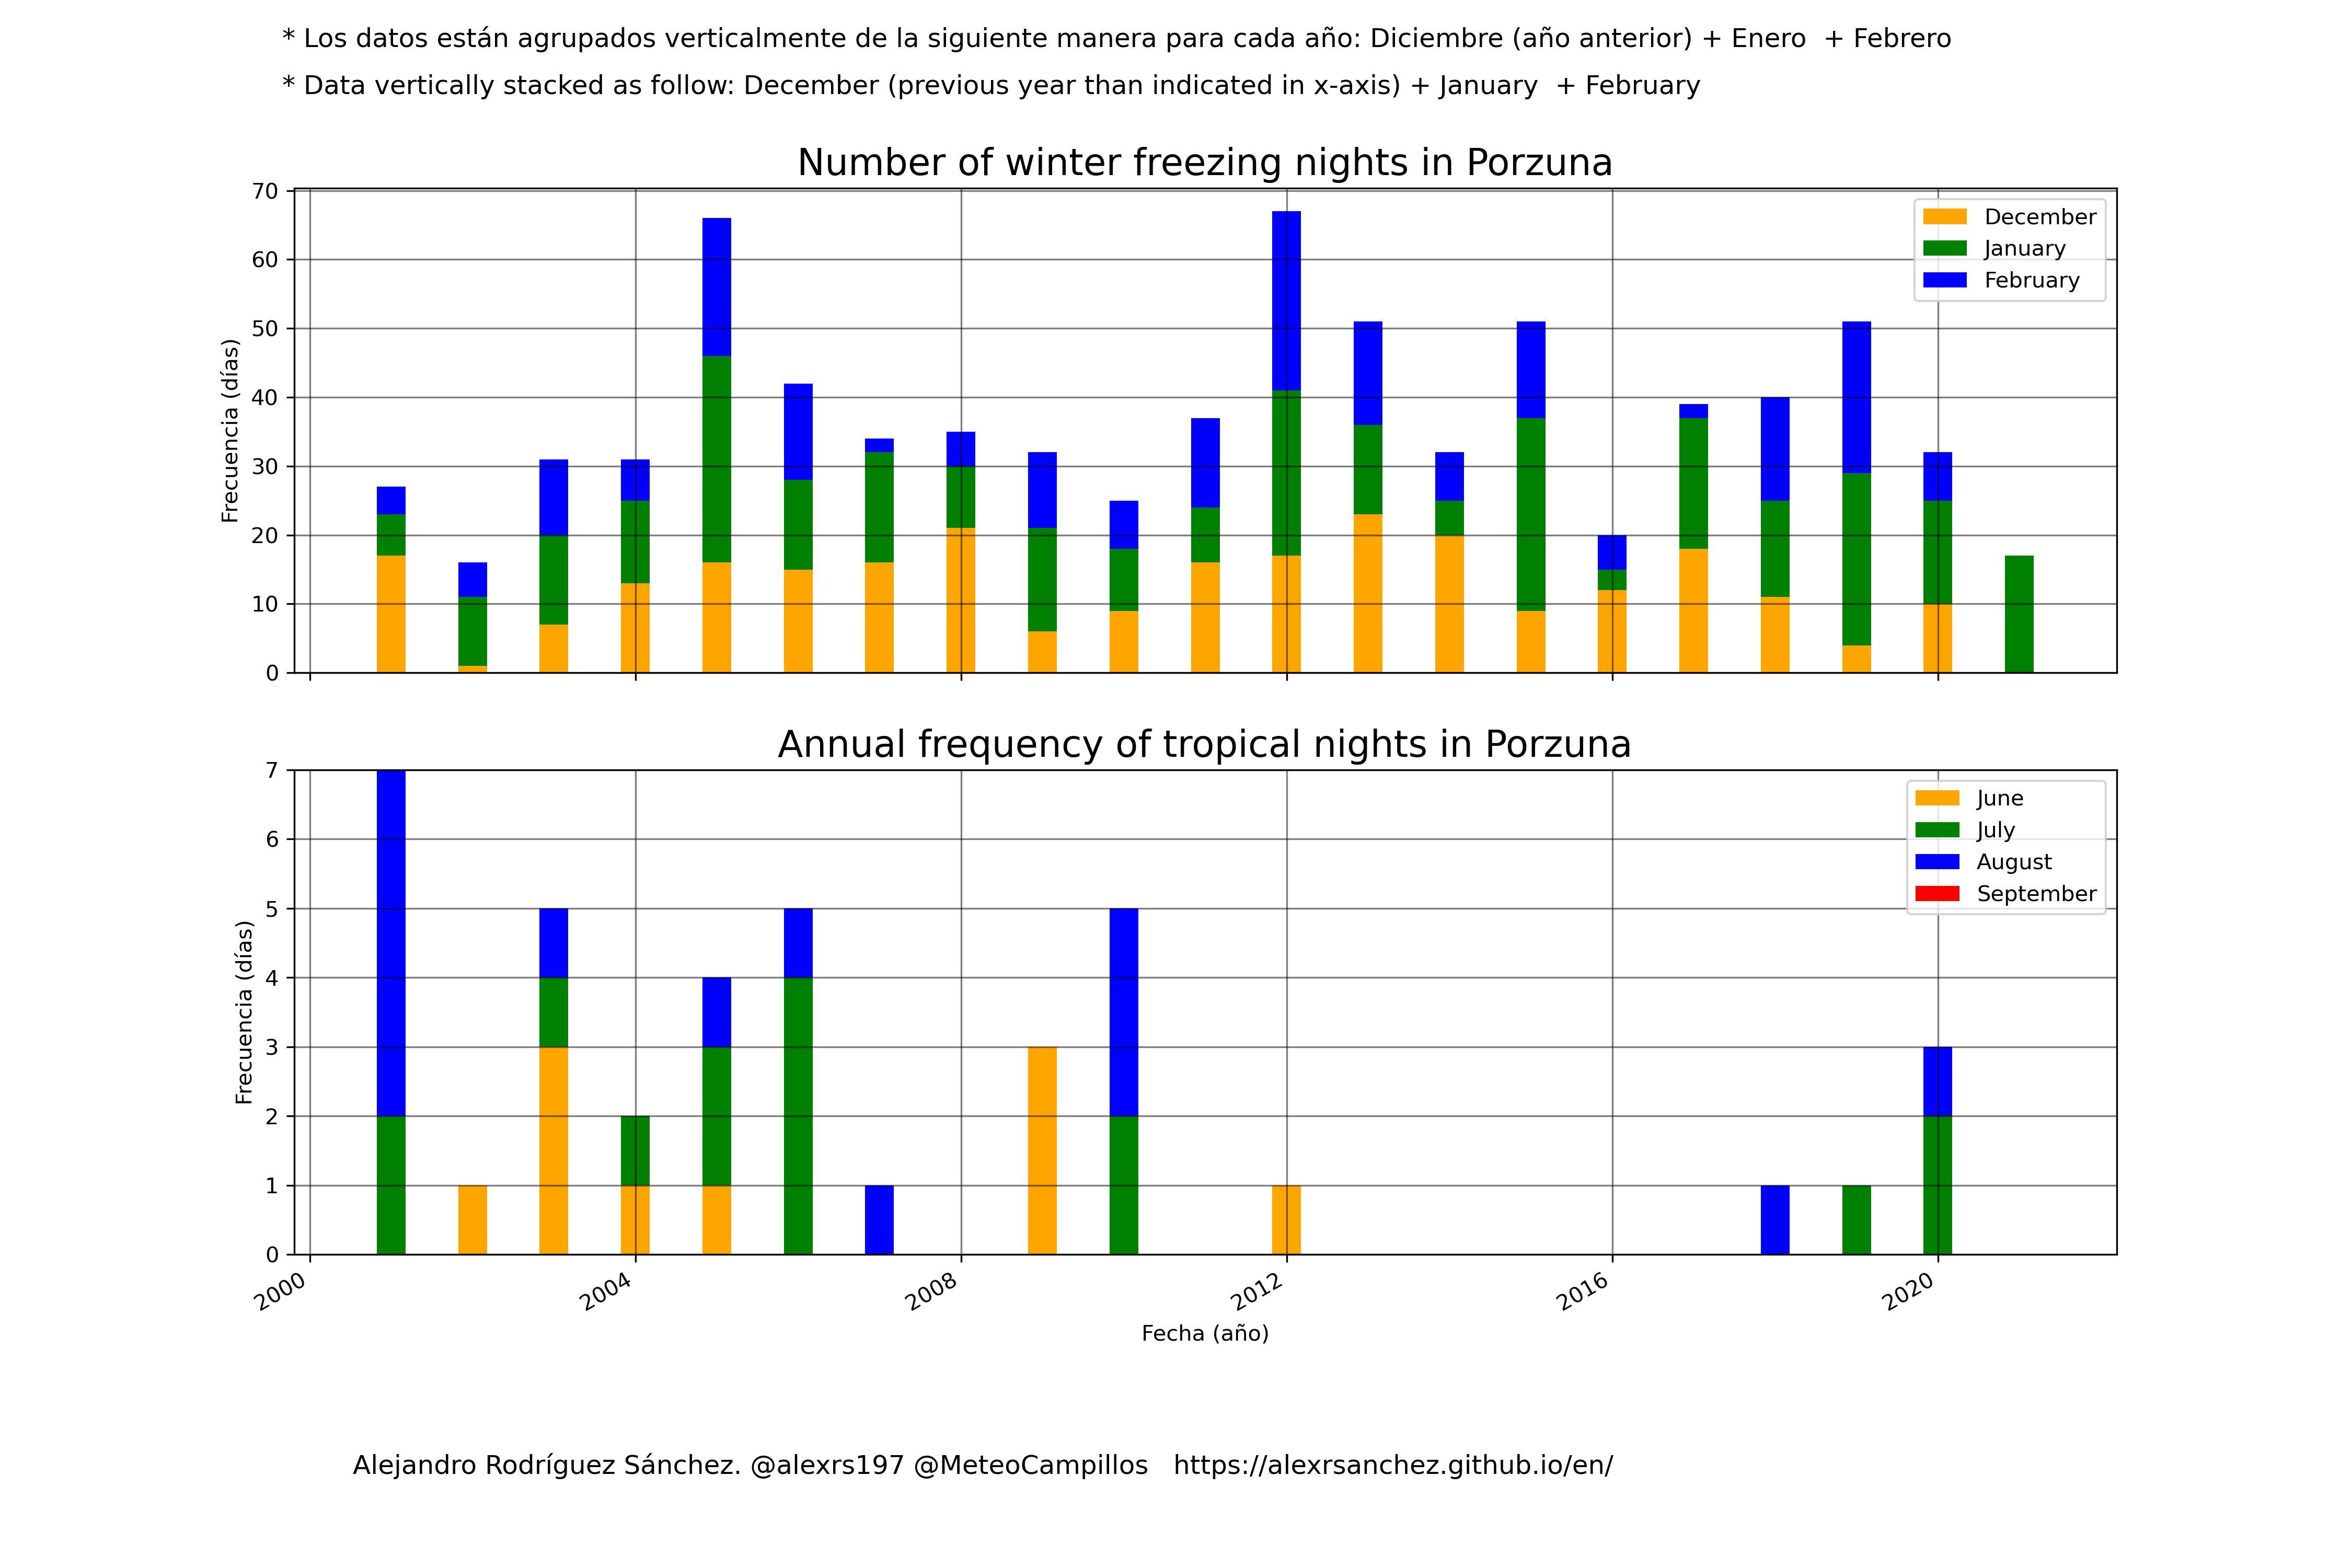 * Los datos están agrupados verticalmente de la siguiente manera para cada año: Diciembre (año anterior) + Enero  + Febrero
* Data vertically stacked as follow: December (previous year than indicated in x-axis) + January  + February
Number of winter freezing nights in Porzuna
70
60
50
40
30
20
10
0
Frecuencia (días)
December
January
February
Annual frequency of tropical nights in Porzuna
7
6
5
4
3
2
1
0
Frecuencia (días)
June
July
August
September
2000
2004
2008
2012
2016
2020
Fecha (año)
Alejandro Rodríguez Sánchez. @alexrs197 @MeteoCampillos   https://alexrsanchez.github.io/en/